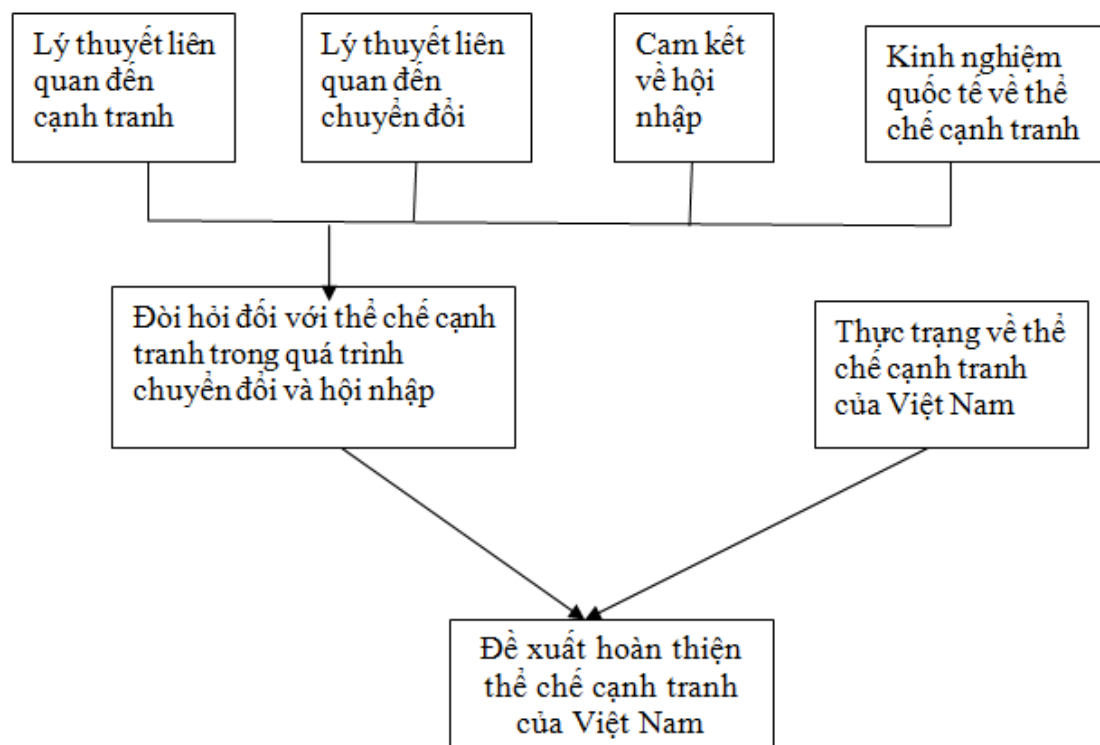 Lý thuyết liên
quan đến
cạnh tranh
Lý thuyết liên
quan đến
chuyển đổi
Cam kết
về hội
nhập
Kinh nghiệm
quốc tế về thể
chế cạnh tranh
Đòi hỏi đối với thể chế cạnh
tranh trong quá trình
chuyển đổi và hội nhập
Thực trạng về thể
chế cạnh tranh
của Việt Nam
Đề xuất hoàn thiện
thể chế cạnh tranh
của Việt Nam